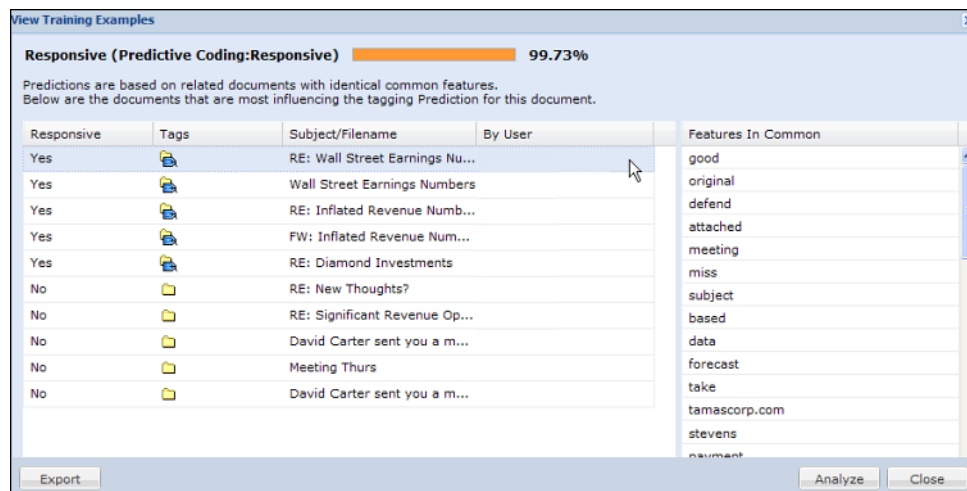 View Training Examples
Responsive (Predictive Coding:Responsive) 99.73%
Predictions are based on related documents with identical common features.
Below are the documents that are most influencing the tagging Prediction for this document.
Responsive Tags Subject/Filename By User Features In Common
Yes RE: Wall Street Earnings Nu... good
Yes Wall Street Earnings Numbers original
Yes RE: Inflated Revenue Numb... defend
Yes FW: Inflated Revenue Num... attached
Yes RE: Diamond Investments meeting
No RE: New Thoughts? miss
No RE: Significant Revenue Op... subject
No David Carter sent you a m... based
No Meeting Thurs data
No David Carter sent you a m... forecast
take
tamascorp.com
stevens
payment
Export Analyze Close